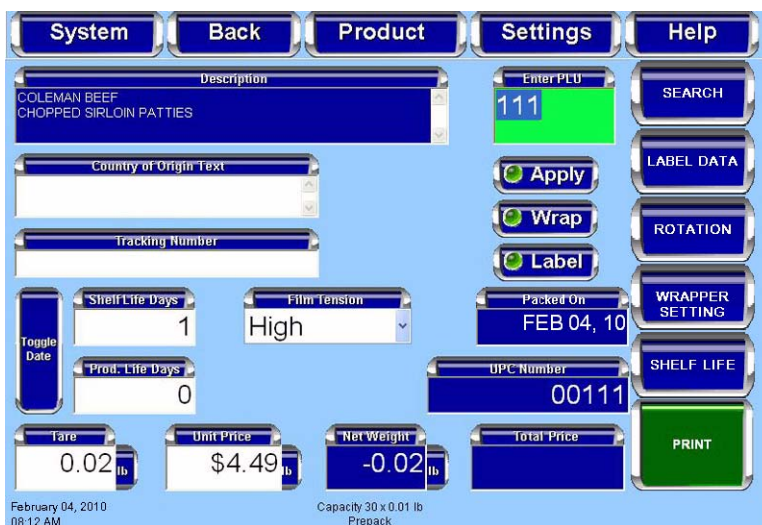 System Back Product Settings Help
Description
COLEMAN BEEF
CHOPPED SIRLOIN PATTIES
Enter PLU
111
SEARCH
Country of Origin Text
Apply
LABEL DATA
Wrap
Tracking Number
Label
ROTATION
Toggle
Date
Shelf Life Days
1
Film Tension
High
Packed On
FEB 04, 10
WRAPPER
SETTING
Prod. Life Days
0
UPC Number
00111
SHELF LIFE
Tare
0.02 lb
Unit Price
$4.49 lb
Net Weight
-0.02 lb
Total Price
PRINT
February 04, 2010
08:12 AM
Capacity 30 x 0.01 lb
Prepack